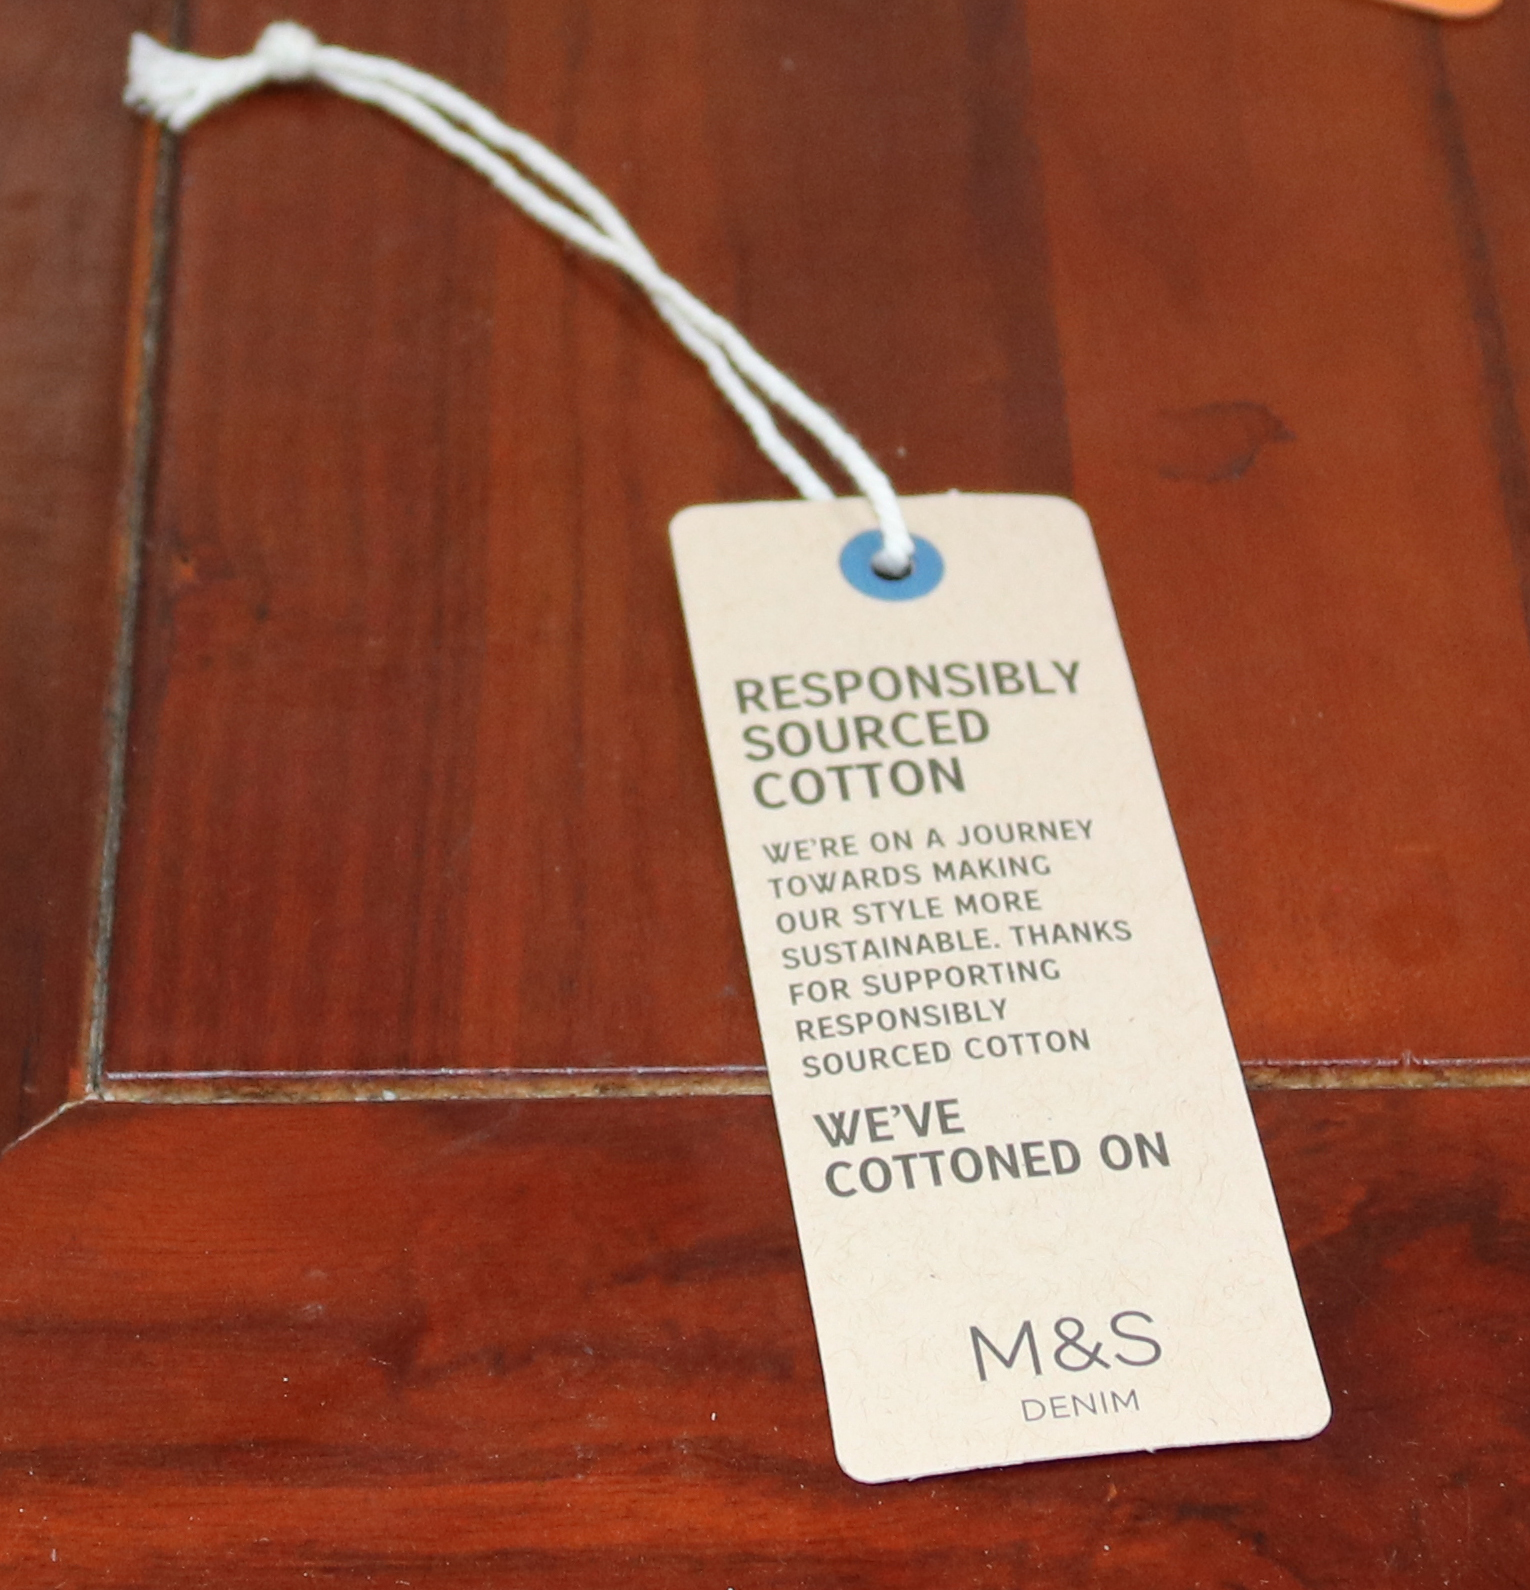 RESPONSIBLY
SOURCED
COTTON
WE'RE ON A JOURNEY
TOWARDS MAKING
OUR STYLE MORE
SUSTAINABLE. THANKS
FOR SUPPORTING
RESPONSIBLY
SOURCED COTTON
WE'VE
COTTONED ON
M&S
DENIM